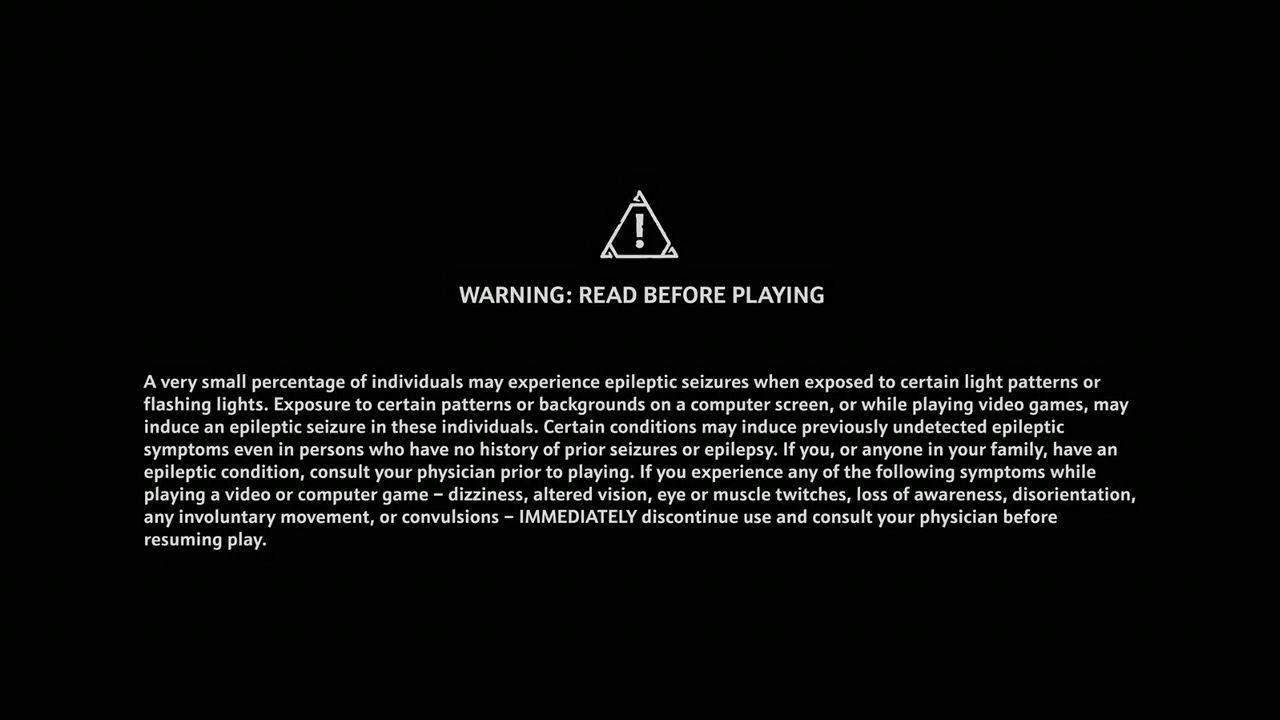 WARNING: READ BEFORE PLAYING
A very small percentage of individuals may experience epileptic seizures when exposed to certain light patterns or
flashing lights. Exposure to certain patterns or backgrounds on a computer screen, or while playing video games, may
induce an epileptic seizure in these individuals. Certain conditions may induce previously undetected epileptic
symptoms even in persons who have no history of prior seizures or epilepsy. If you, or anyone in your family, have an
epileptic condition, consult your physician prior to playing. If you experience any of the following symptoms while
playing a video or computer game – dizziness, altered vision, eye or muscle twitches, loss of awareness, disorientation,
any involuntary movement, or convulsions – IMMEDIATELY discontinue use and consult your physician before
resuming play.